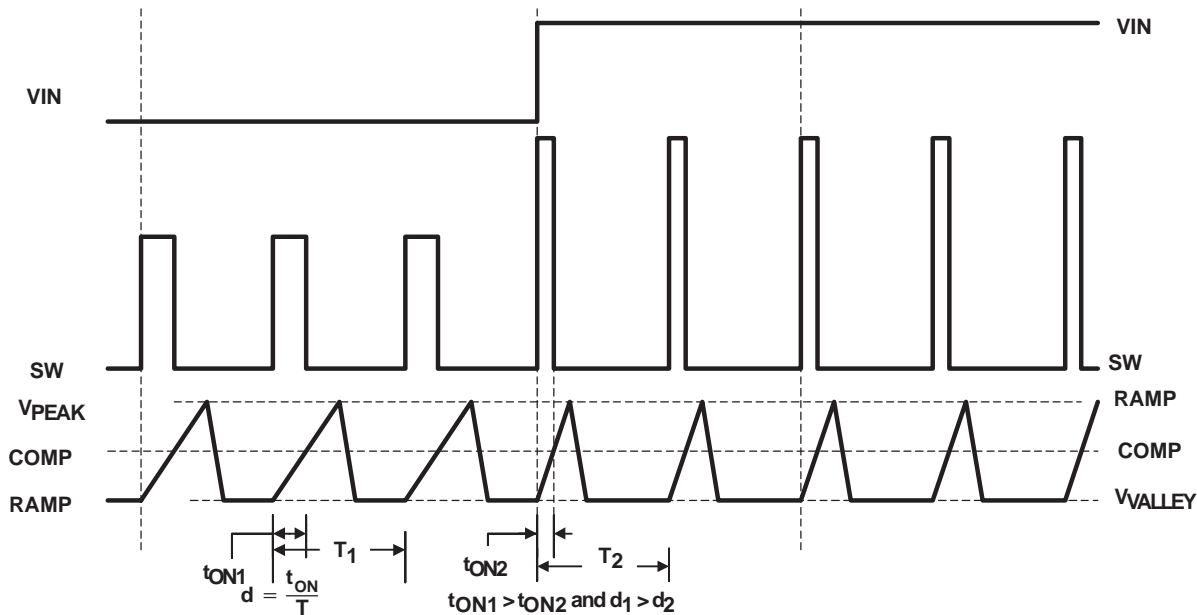 VIN
VIN
SW
SW
VPEAK
RAMP
COMP
COMP
RAMP
VVALLEY
tON1
T1
tON2
T2
d = tON/T
tON1 > tON2 and d1 > d2